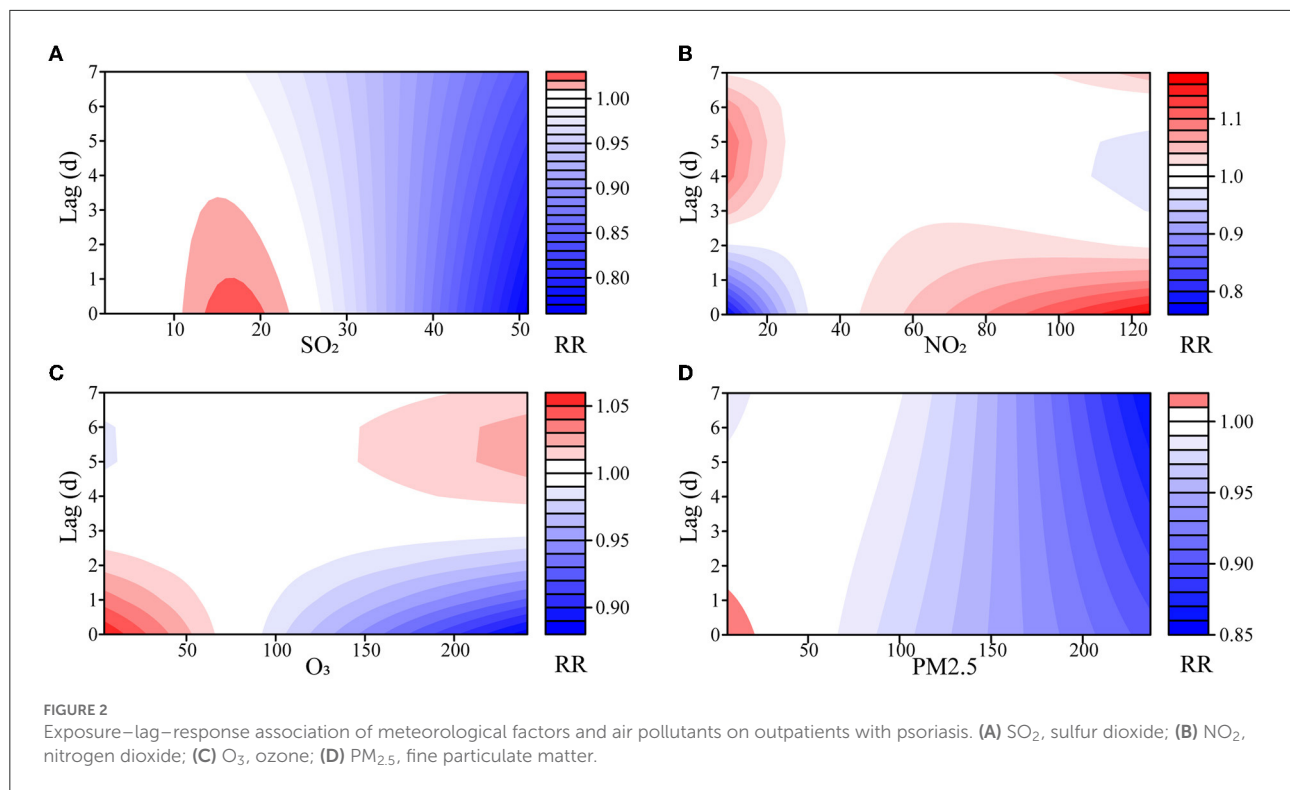 A
7
6
5
4
3
2
1
0
Lag (d)
10 20 30 40 50
SO₂
1.00
0.95
0.90
0.85
0.80
RR
B
7
6
5
4
3
2
1
0
Lag (d)
20 40 60 80 100 120
NO₂
1.1
1.0
0.9
0.8
RR
C
7
6
5
4
3
2
1
0
Lag (d)
50 100 150 200
O₃
1.05
1.00
0.95
0.90
RR
D
7
6
5
4
3
2
1
0
Lag (d)
50 100 150 200
PM2.5
1.00
0.95
0.90
0.85
RR
FIGURE 2
Exposure–lag–response association of meteorological factors and air pollutants on outpatients with psoriasis. (A) SO₂, sulfur dioxide; (B) NO₂,
nitrogen dioxide; (C) O₃, ozone; (D) PM₂.₅, fine particulate matter.